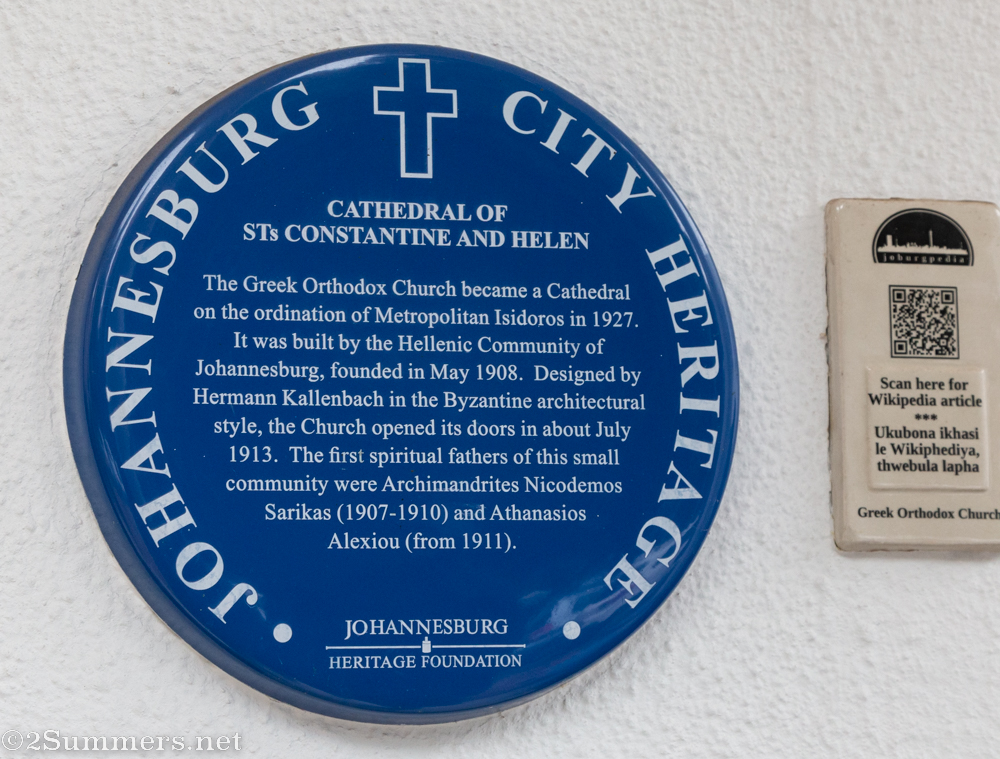 JOHANNESBURG CITY HERITAGE
CATHEDRAL OF
STs CONSTANTINE AND HELEN
The Greek Orthodox Church became a Cathedral
on the ordination of Metropolitan Isidoros in 1927.
It was built by the Hellenic Community of
Johannesburg, founded in May 1908. Designed by
Hermann Kallenbach in the Byzantine architectural
style, the Church opened its doors in about July
1913. The first spiritual fathers of this small
community were Archimandrites Nicodemos
Sarikas (1907-1910) and Athanasios
Alexiou (from 1911).
JOHANNESBURG
HERITAGE FOUNDATION
joburgpedia
Scan here for
Wikipedia article
***
Ukubona ikhasi
le Wikiphediya,
thwebula lapha
Greek Orthodox Church
©2Summers.net